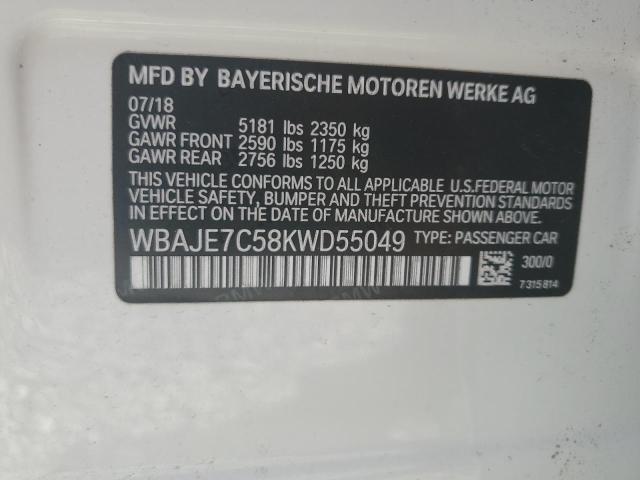 MFD BY BAYERISCHE MOTOREN WERKE AG
07/18
GVWR 5181 lbs 2350 kg
GAWR FRONT 2590 lbs 1175 kg
GAWR REAR 2756 lbs 1250 kg
THIS VEHICLE CONFORMS TO ALL APPLICABLE U.S.FEDERAL MOTOR
VEHICLE SAFETY, BUMPER, AND THEFT PREVENTION STANDARDS
IN EFFECT ON THE DATE OF MANUFACTURE SHOWN ABOVE.
WBAJE7C58KWD55049 TYPE: PASSENGER CAR
300/0
7315814
BMW
BMW